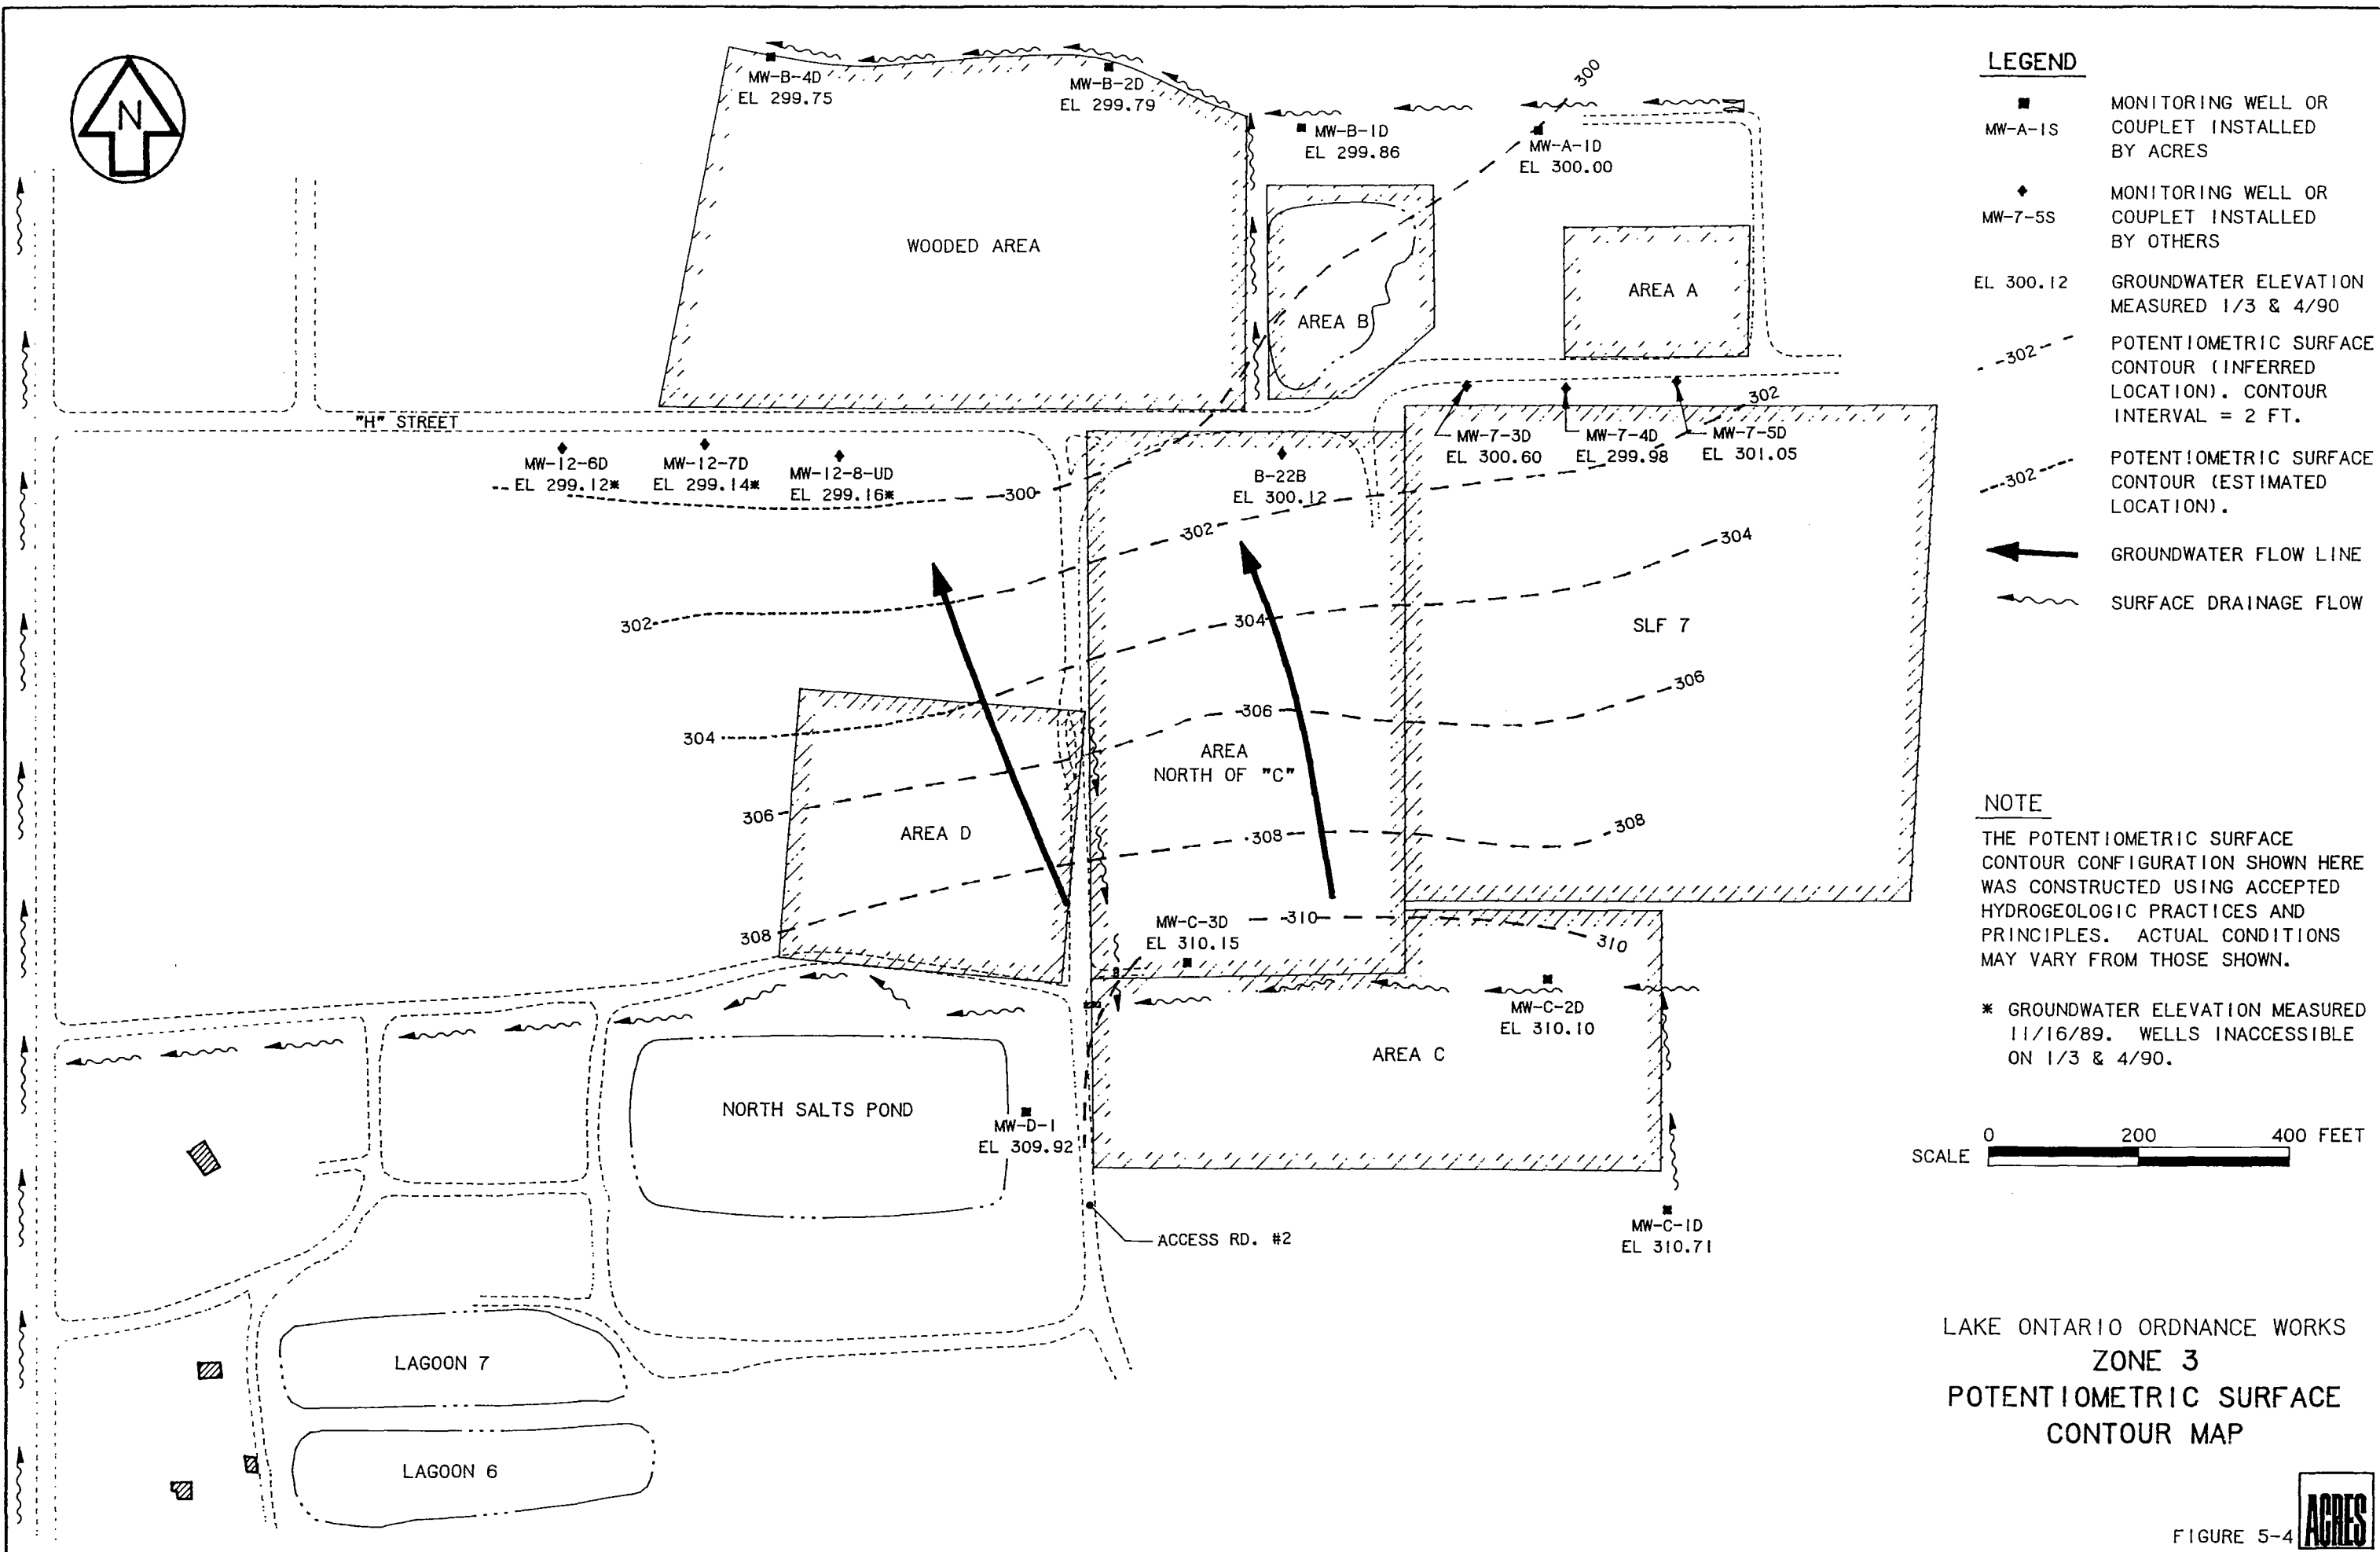 N
MW-B-4D
EL 299.75
MW-B-2D
EL 299.79
MW-B-1D
EL 299.86
300
MW-A-1D
EL 300.00
WOODED AREA
AREA B
AREA A
"H" STREET
MW-12-6D
EL 299.12*
MW-12-7D
EL 299.14*
MW-12-8-UD
EL 299.16*
300
B-22B
EL 300.12
MW-7-3D
EL 300.60
MW-7-4D
EL 299.98
MW-7-5D
EL 301.05
302
302
302
304
304
304
SLF 7
306
306
306
AREA
NORTH OF "C"
AREA D
308
308
308
MW-C-3D
EL 310.15
310
310
MW-C-2D
EL 310.10
AREA C
NORTH SALTS POND
MW-D-1
EL 309.92
ACCESS RD. #2
MW-C-1D
EL 310.71
LAGOON 7
LAGOON 6
LEGEND
MW-A-1S
MONITORING WELL OR
COUPLET INSTALLED
BY ACRES
MW-7-5S
MONITORING WELL OR
COUPLET INSTALLED
BY OTHERS
EL 300.12
GROUNDWATER ELEVATION
MEASURED 1/3 & 4/90
302
POTENTIOMETRIC SURFACE
CONTOUR (INFERRED
LOCATION). CONTOUR
INTERVAL = 2 FT.
302
POTENTIOMETRIC SURFACE
CONTOUR (ESTIMATED
LOCATION).
GROUNDWATER FLOW LINE
SURFACE DRAINAGE FLOW
NOTE
THE POTENTIOMETRIC SURFACE
CONTOUR CONFIGURATION SHOWN HERE
WAS CONSTRUCTED USING ACCEPTED
HYDROGEOLOGIC PRACTICES AND
PRINCIPLES. ACTUAL CONDITIONS
MAY VARY FROM THOSE SHOWN.
* GROUNDWATER ELEVATION MEASURED
11/16/89. WELLS INACCESSIBLE
ON 1/3 & 4/90.
0 200 400 FEET
SCALE
LAKE ONTARIO ORDNANCE WORKS
ZONE 3
POTENTIOMETRIC SURFACE
CONTOUR MAP
FIGURE 5-4
ACRES